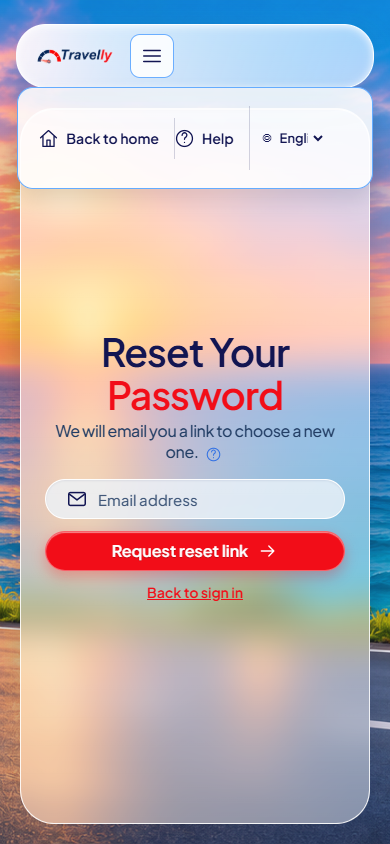 Travelly
Back to home
Help
Engli
Reset Your
Password
We will email you a link to choose a new
one.
Email address
Request reset link
Back to sign in